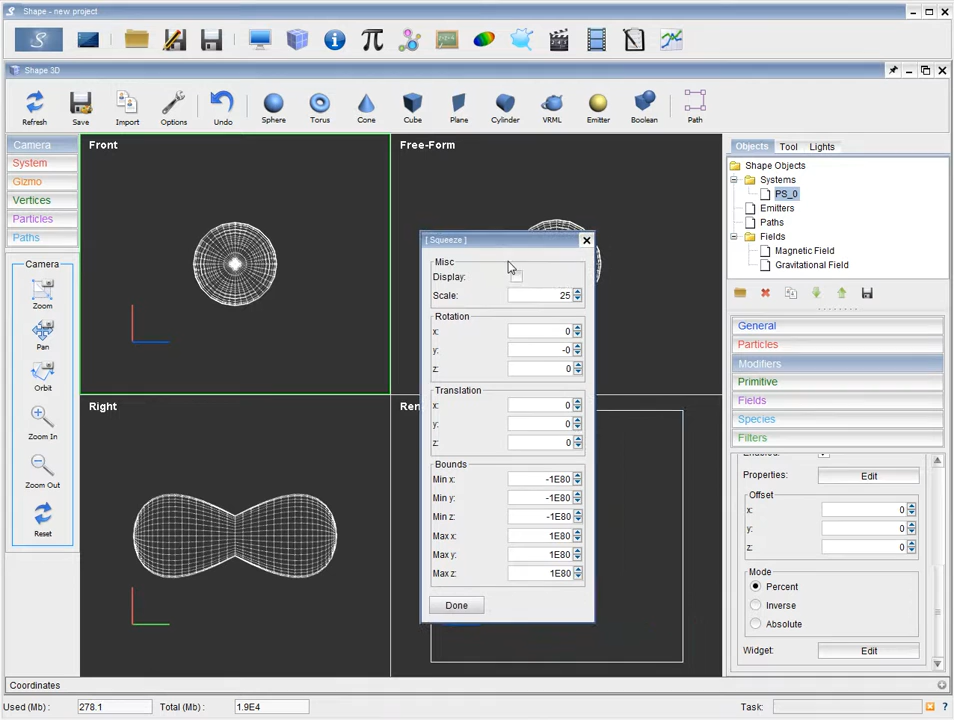 Shape - new project
Shape 3D
Refresh
Save
Import
Options
Undo
Sphere
Torus
Cone
Cube
Plane
Cylinder
VRML
Emitter
Boolean
Path
Camera
System
Gizmo
Vertices
Particles
Paths
Camera
Zoom
Pan
Orbit
Zoom In
Zoom Out
Reset
Front
Free-Form
Right
[ Squeeze ]
Misc
Display:
Scale: 25
Rotation
x: 0
y: -0
z: 0
Translation
x: 0
y: 0
z: 0
Bounds
Min x: -1E80
Min y: -1E80
Min z: -1E80
Max x: 1E80
Max y: 1E80
Max z: 1E80
Done
Objects Tool Lights
Shape Objects
Systems
PS_0
Emitters
Paths
Fields
Magnetic Field
Gravitational Field
General
Particles
Modifiers
Primitive
Fields
Species
Filters
Properties: Edit
Offset
x: 0
y: 0
z: 0
Mode
Percent
Inverse
Absolute
Widget: Edit
Coordinates
Used (Mb) : 278.1 Total (Mb) : 1.9E4 Task: